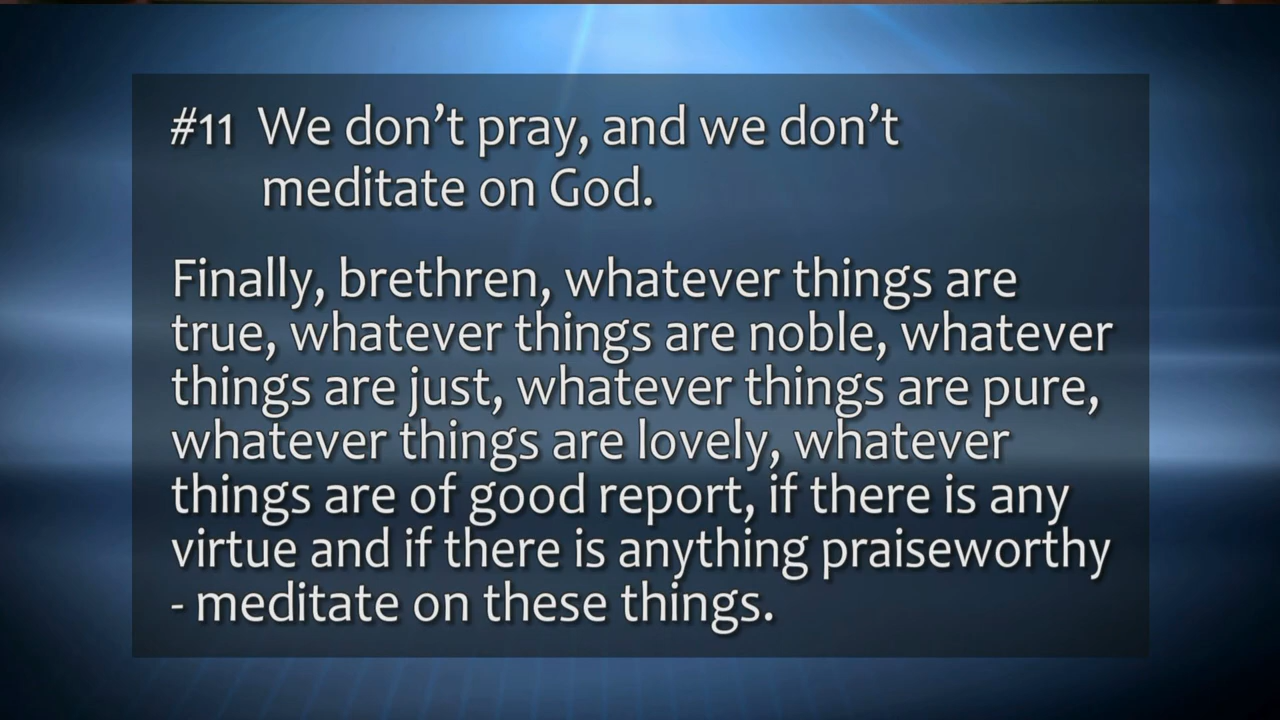 #11 We don't pray, and we don't
meditate on God.
Finally, brethren, whatever things are
true, whatever things are noble, whatever
things are just, whatever things are pure,
whatever things are lovely, whatever
things are of good report, if there is any
virtue and if there is anything praiseworthy
- meditate on these things.